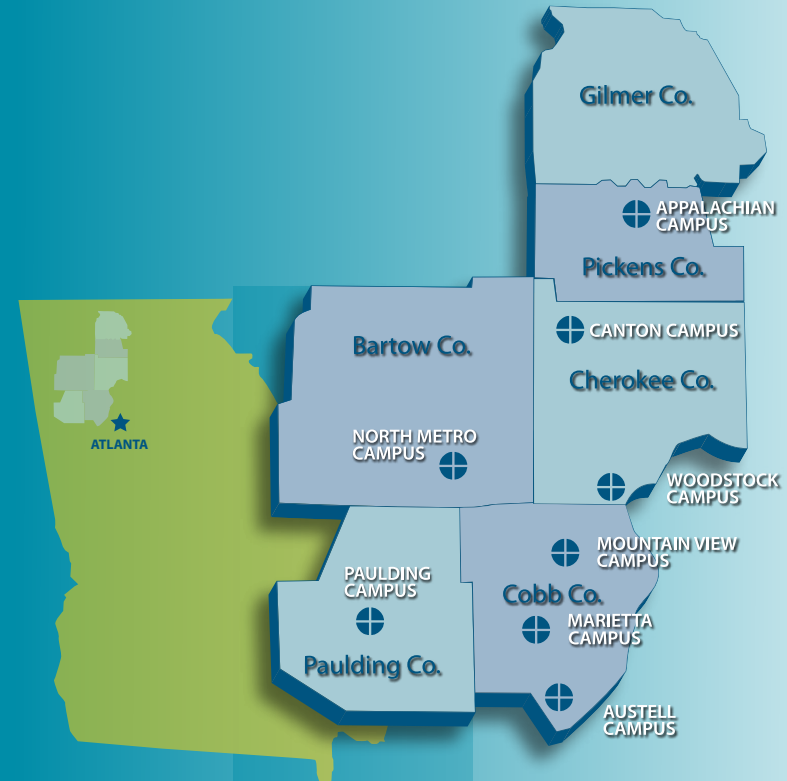 Gilmer Co.
APPALACHIAN
CAMPUS
Pickens Co.
CANTON CAMPUS
Bartow Co.
Cherokee Co.
ATLANTA
NORTH METRO
CAMPUS
WOODSTOCK
CAMPUS
MOUNTAIN VIEW
CAMPUS
PAULDING
CAMPUS
Cobb Co.
MARIETTA
CAMPUS
Paulding Co.
AUSTELL
CAMPUS